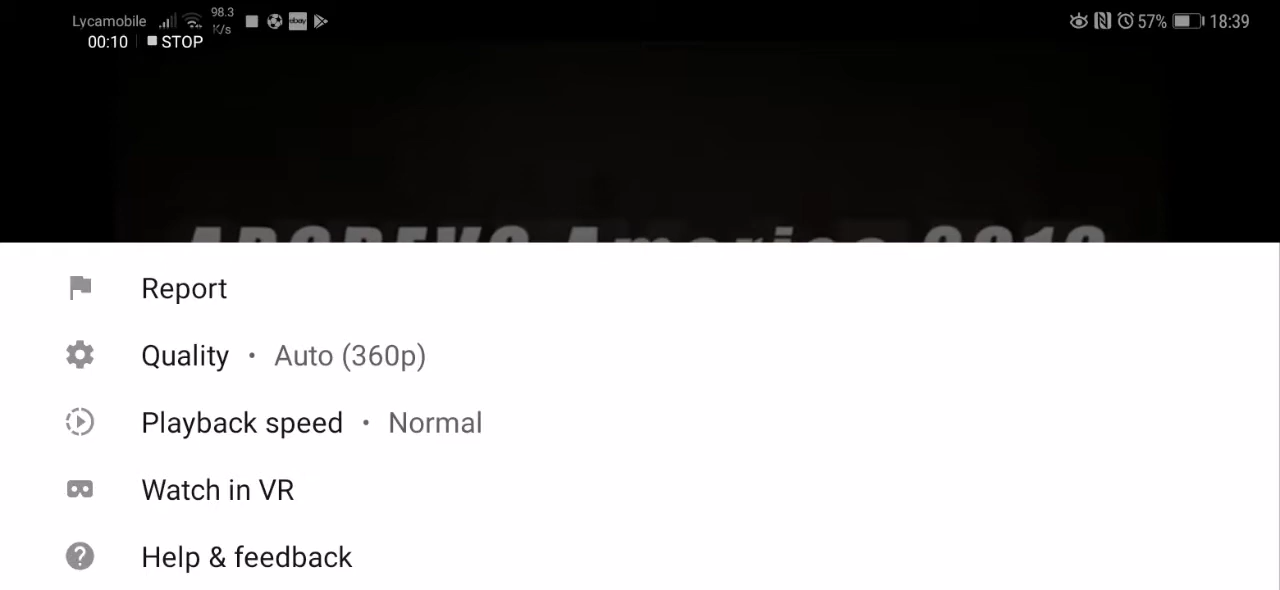 Lycamobile 98.3 K/s ebay 57% 18:39
00:10 STOP
Report
Quality • Auto (360p)
Playback speed • Normal
Watch in VR
Help & feedback